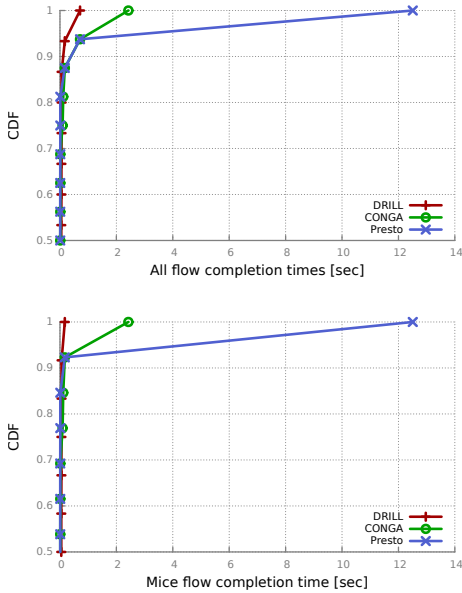 1
0.9
0.8
CDF
0.7
0.6
0.5
DRILL
CONGA
Presto
0 2 4 6 8 10 12 14
All flow completion times [sec]
1
0.9
0.8
CDF
0.7
0.6
0.5
DRILL
CONGA
Presto
0 2 4 6 8 10 12 14
Mice flow completion time [sec]